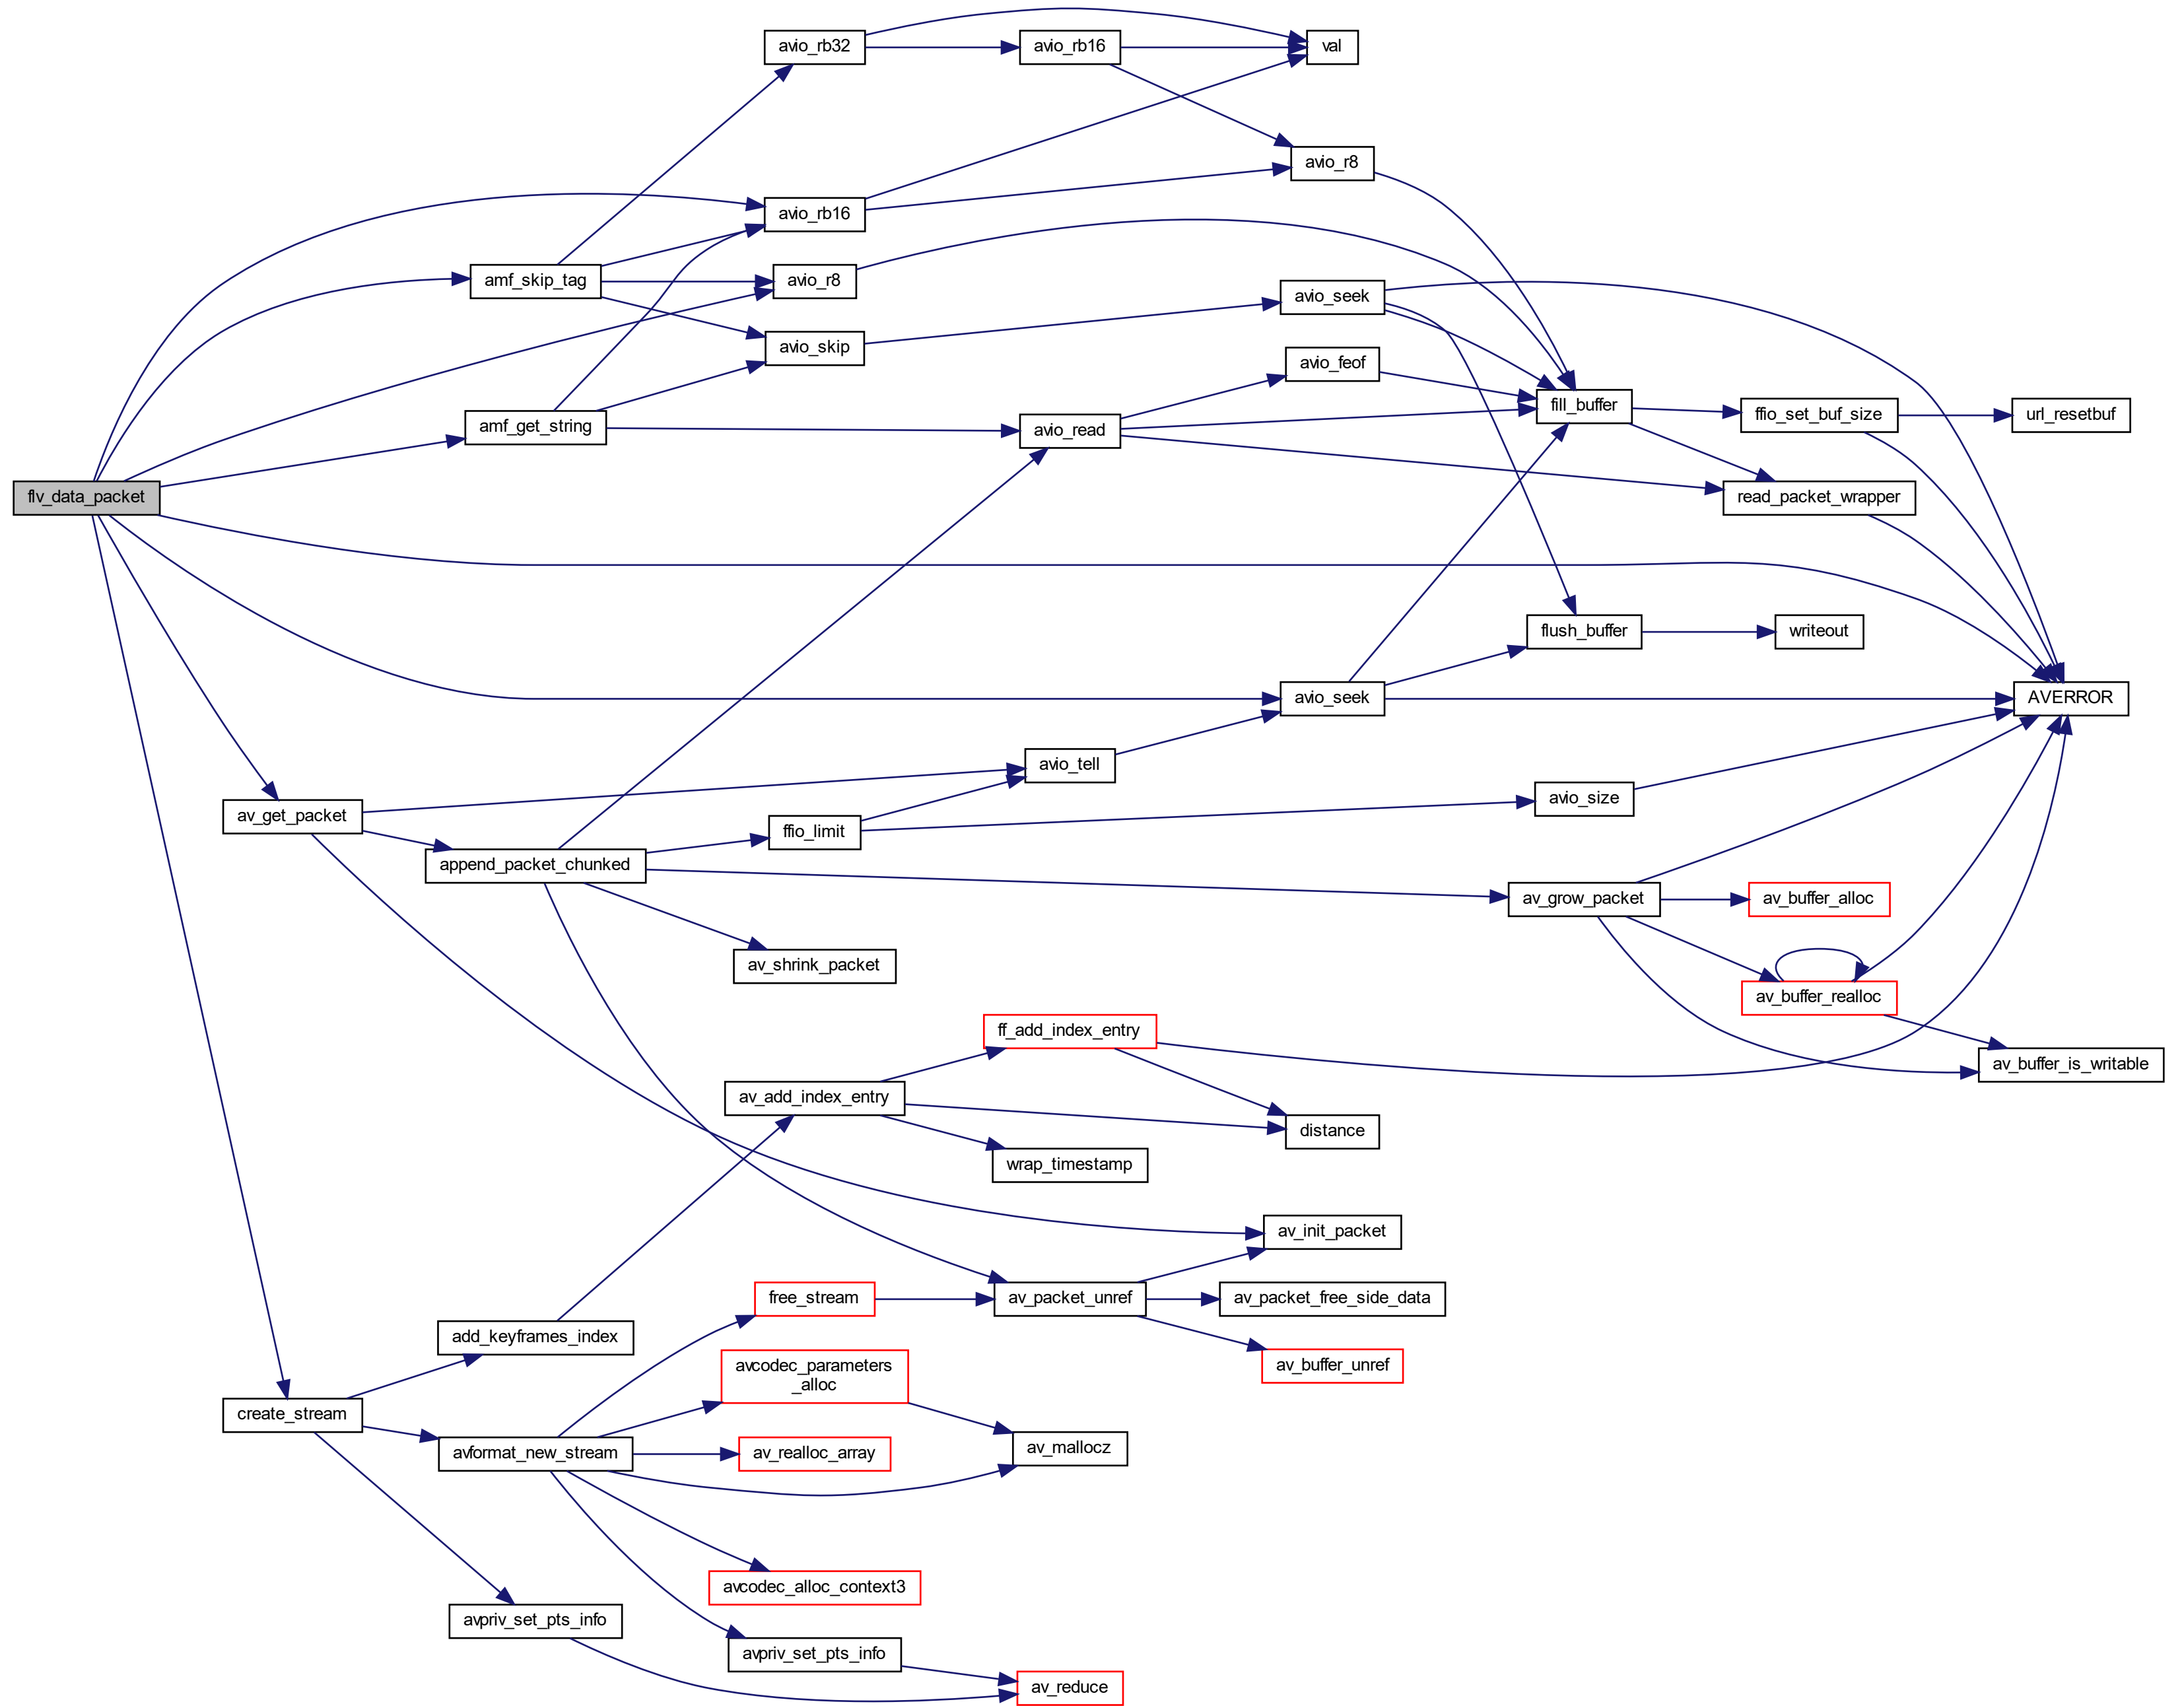 avio_rb32
avio_rb16
val
avio_r8
avio_rb16
amf_skip_tag
avio_r8
avio_seek
avio_skip
avio_feof
fill_buffer
ffio_set_buf_size
url_resetbuf
amf_get_string
avio_read
flv_data_packet
read_packet_wrapper
flush_buffer
writeout
avio_seek
AVERROR
avio_tell
avio_size
av_get_packet
ffio_limit
append_packet_chunked
av_grow_packet
av_buffer_alloc
av_shrink_packet
av_buffer_realloc
ff_add_index_entry
av_buffer_is_writable
av_add_index_entry
distance
wrap_timestamp
av_init_packet
free_stream
av_packet_unref
av_packet_free_side_data
add_keyframes_index
avcodec_parameters
_alloc
av_buffer_unref
create_stream
avformat_new_stream
av_realloc_array
av_mallocz
avcodec_alloc_context3
avpriv_set_pts_info
avpriv_set_pts_info
av_reduce